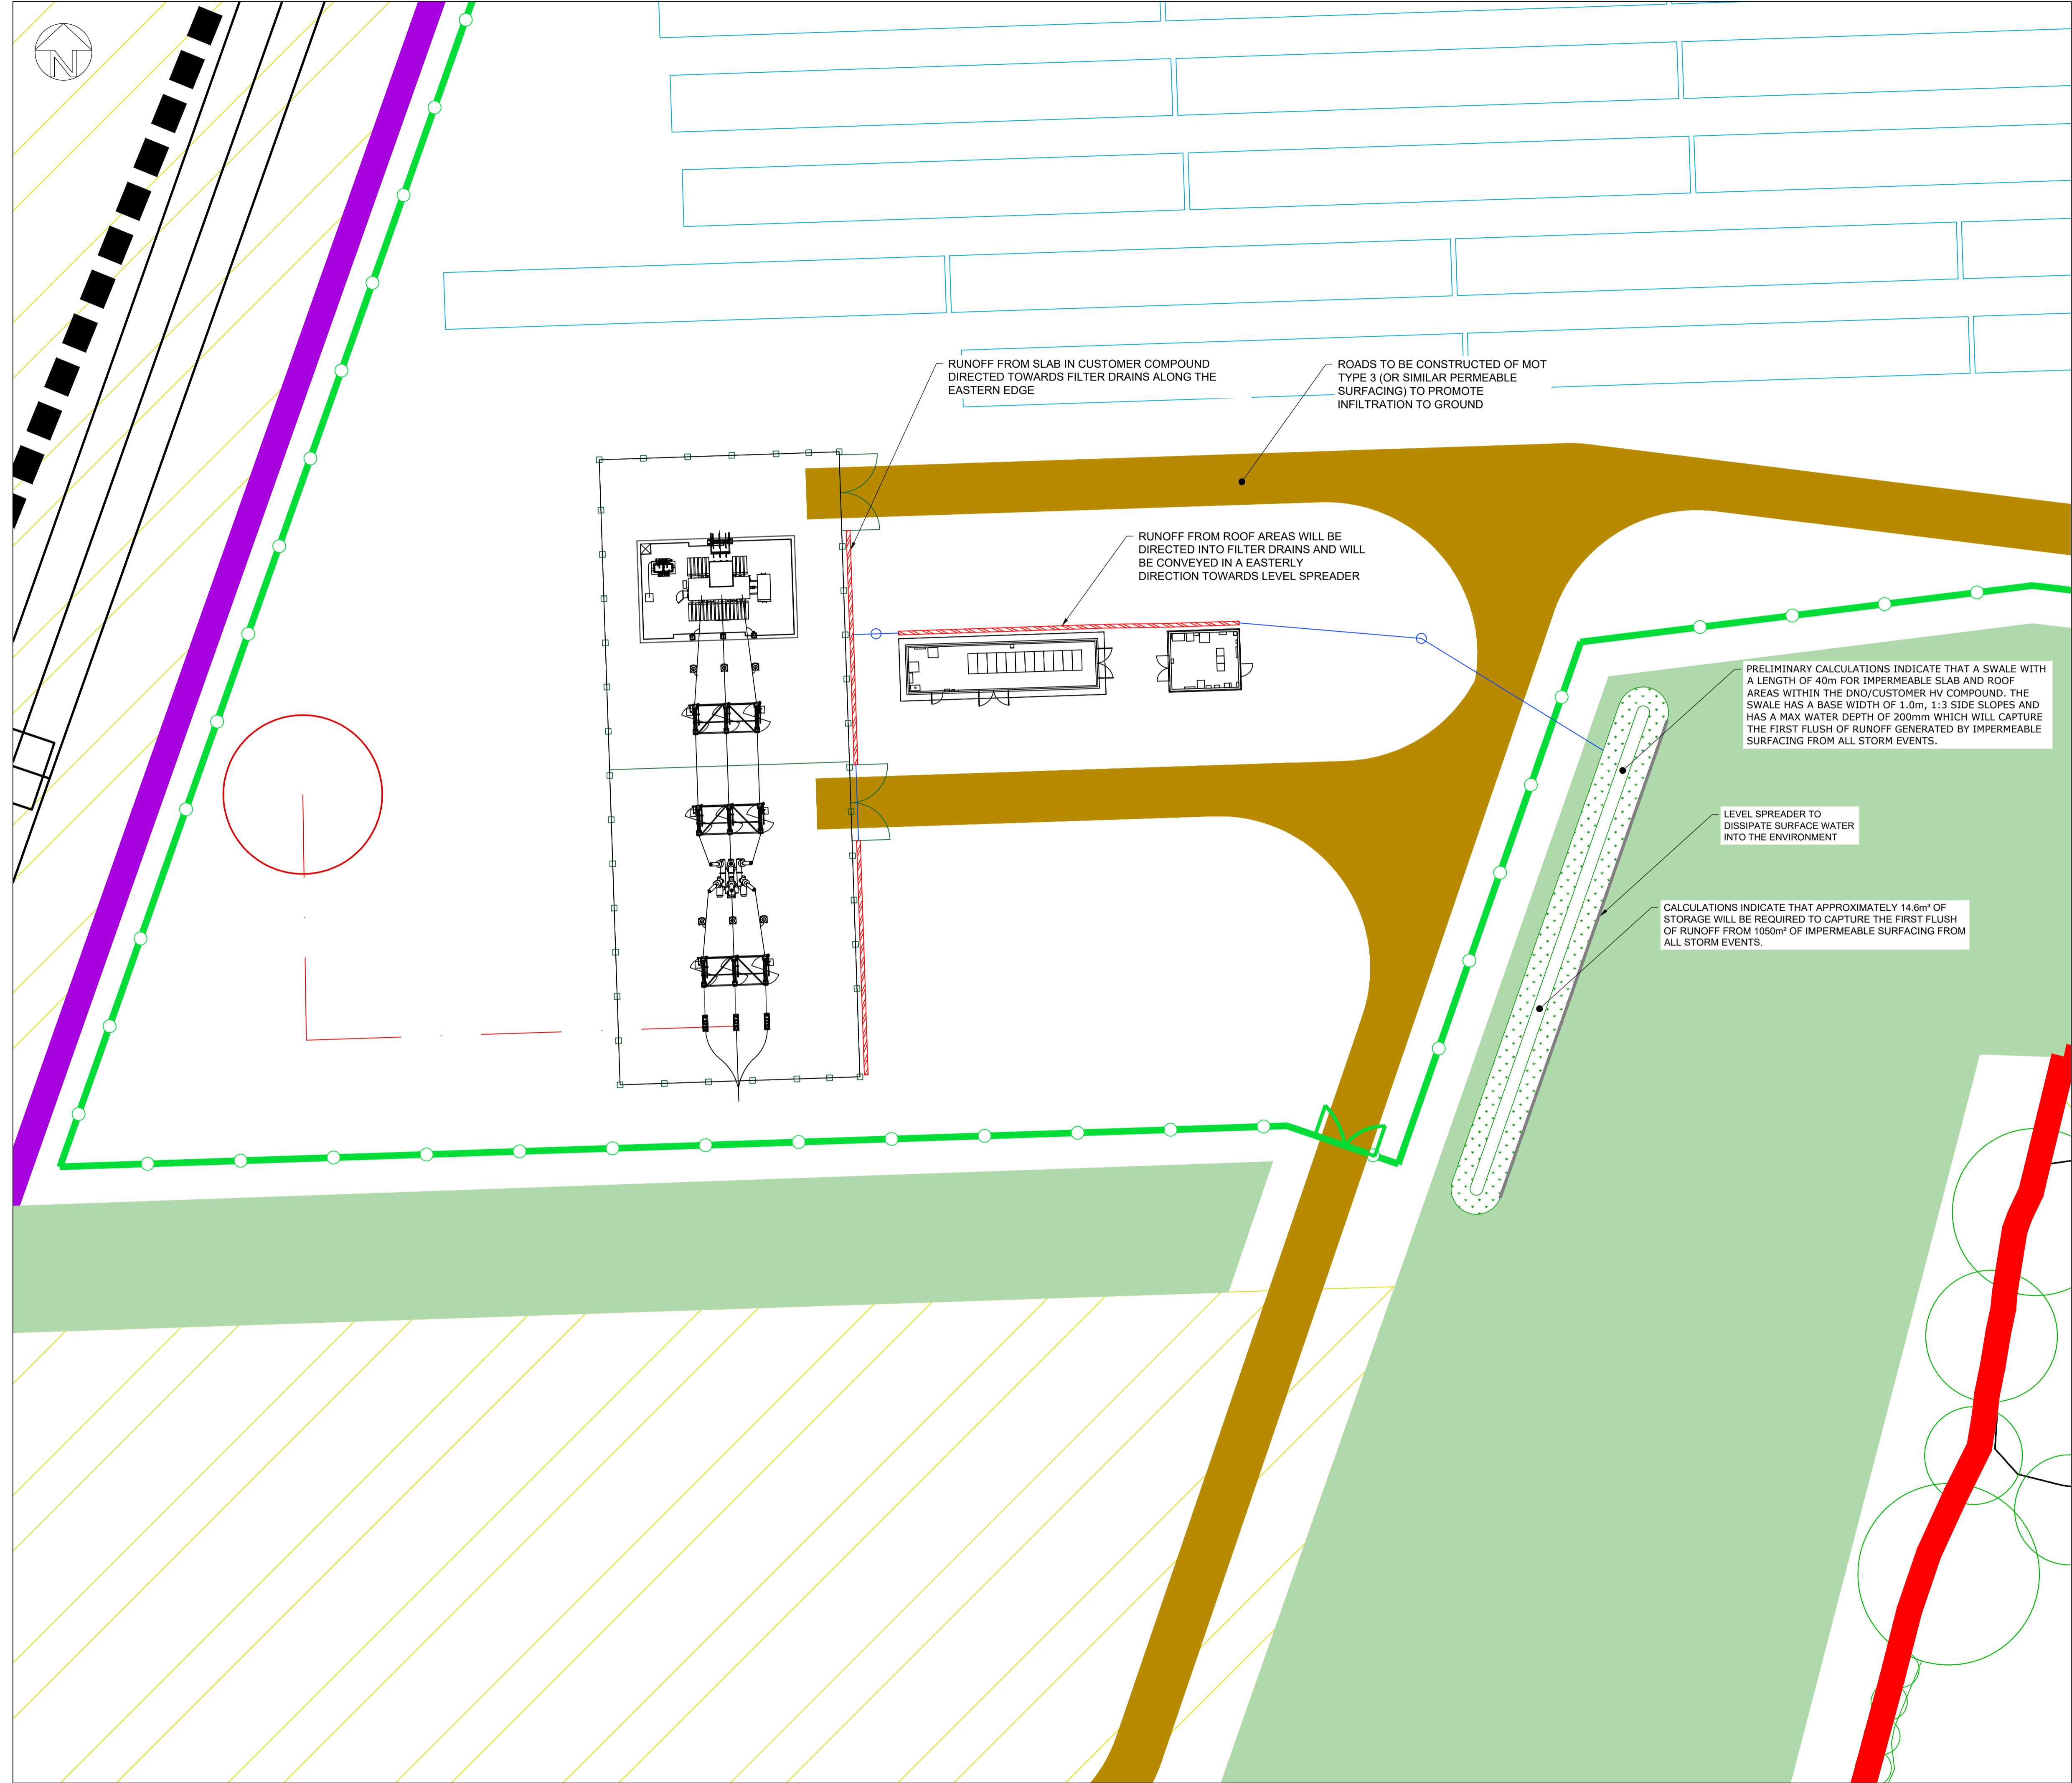 N
RUNOFF FROM SLAB IN CUSTOMER COMPOUND
DIRECTED TOWARDS FILTER DRAINS ALONG THE
EASTERN EDGE
ROADS TO BE CONSTRUCTED OF MOT
TYPE 3 (OR SIMILAR PERMEABLE
SURFACING) TO PROMOTE
INFILTRATION TO GROUND
RUNOFF FROM ROOF AREAS WILL BE
DIRECTED INTO FILTER DRAINS AND WILL
BE CONVEYED IN A EASTERLY
DIRECTION TOWARDS LEVEL SPREADER
PRELIMINARY CALCULATIONS INDICATE THAT A SWALE WITH
A LENGTH OF 40m FOR IMPERMEABLE SLAB AND ROOF
AREAS WITHIN THE DNO/CUSTOMER HV COMPOUND. THE
SWALE HAS A BASE WIDTH OF 1.0m, 1:3 SIDE SLOPES AND
HAS A MAX WATER DEPTH OF 200mm WHICH WILL CAPTURE
THE FIRST FLUSH OF RUNOFF GENERATED BY IMPERMEABLE
SURFACING FROM ALL STORM EVENTS.
LEVEL SPREADER TO
DISSIPATE SURFACE WATER
INTO THE ENVIRONMENT
CALCULATIONS INDICATE THAT APPROXIMATELY 14.6m³ OF
STORAGE WILL BE REQUIRED TO CAPTURE THE FIRST FLUSH
OF RUNOFF FROM 1050m² OF IMPERMEABLE SURFACING FROM
ALL STORM EVENTS.